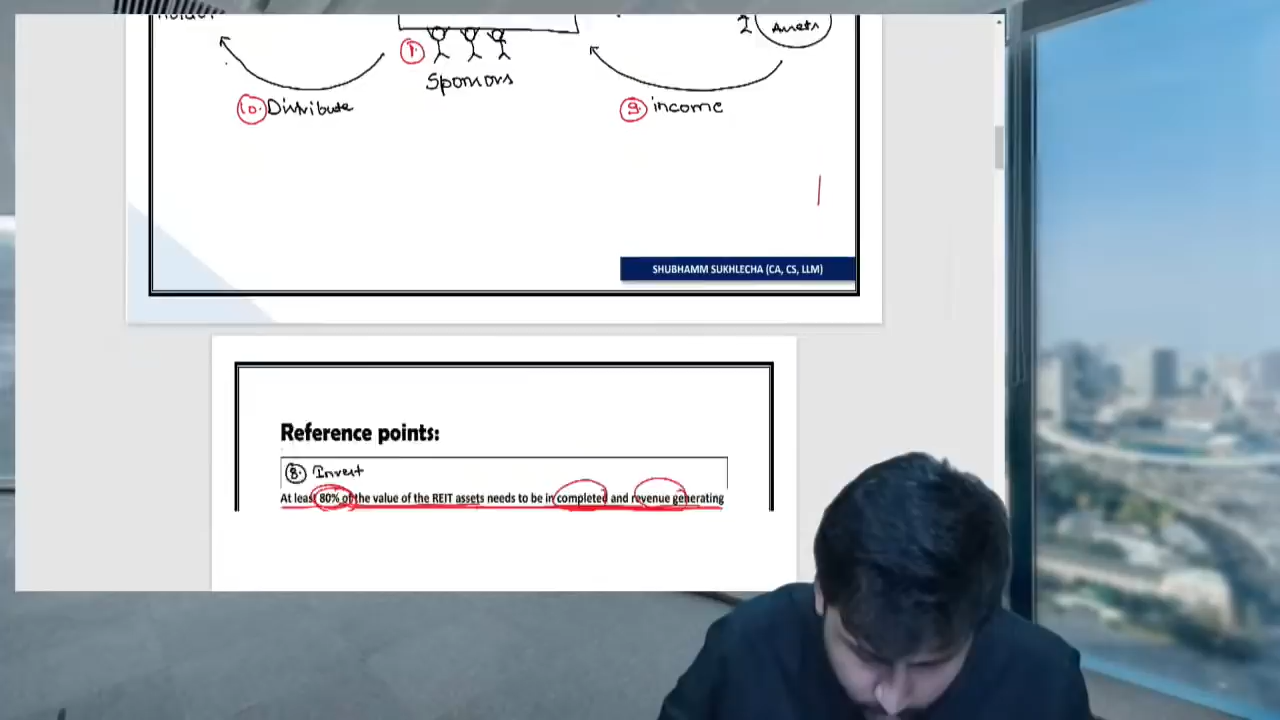 holder
I Assets
1. Sponsors
10. Distribute
9. income
SHUBHAMM SUKHLECHA (CA, CS, LLM)
Reference points:
8. Invest
At least 80% of the value of the REIT assets needs to be in completed and revenue generating